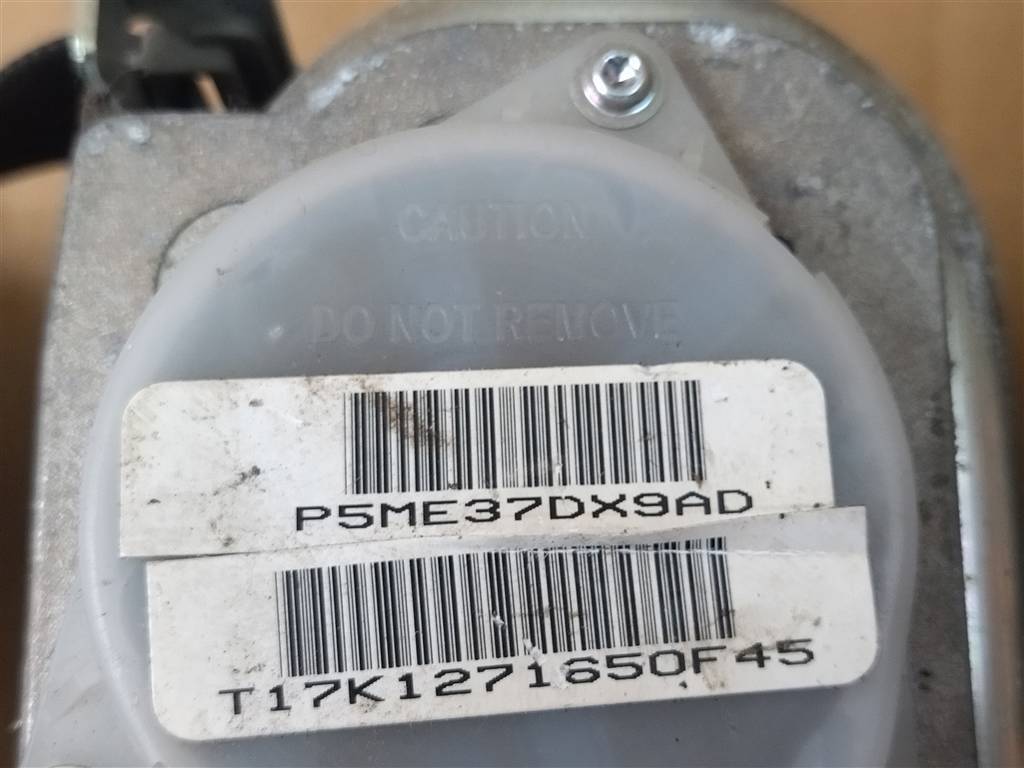 CAUTION
DO NOT REMOVE
P5ME37DX9AD
T17K1271650F45